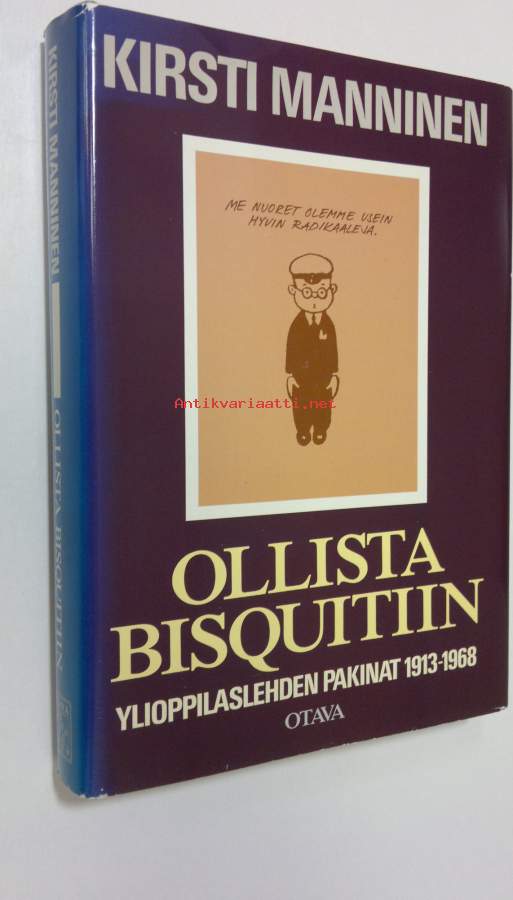 KIRSTI MANNINEN
ME NUORET OLEMME USEIN
HYVIN RADIKAALEJA.
Antikvariaatti.net
OLLISTA
BISQUITIIN
YLIOPPILASLEHDEN PAKINAT 1913-1968
OTAVA
KIRSTI MANNINEN
OLLISTA BISQUITIIN